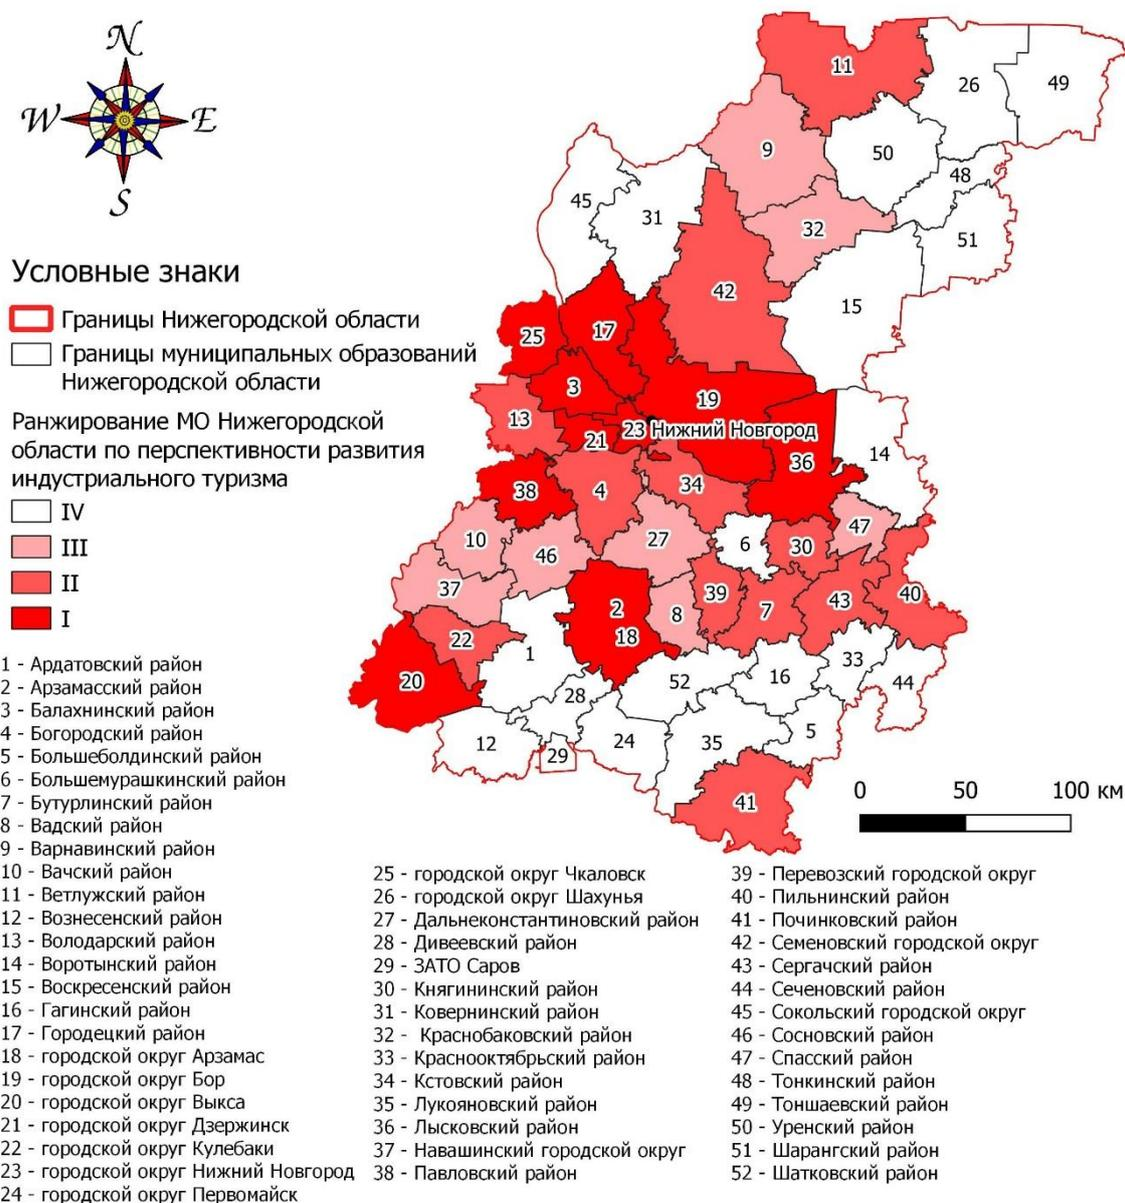 N
W E
S
11
26
49
9
50
48
45
31
32
51
42
15
25
17
3
19
13
23 Нижний Новгород
21
14
36
38
4
34
47
10
46
27
6
30
37
39
7
43
40
2
8
22
18
1
33
20
52
16
44
28
12
29
24
35
5
41
Условные знаки
Границы Нижегородской области
Границы муниципальных образований
Нижегородской области
Ранжирование МО Нижегородской
области по перспективности развития
индустриального туризма
IV
III
II
I
0 50 100 км
1 - Ардатовский район
2 - Арзамасский район
3 - Балахнинский район
4 - Богородский район
5 - Большеболдинский район
6 - Большемурашкинский район
7 - Бутурлинский район
8 - Вадский район
9 - Варнавинский район
10 - Вачский район
11 - Ветлужский район
12 - Вознесенский район
13 - Володарский район
14 - Воротынский район
15 - Воскресенский район
16 - Гагинский район
17 - Городецкий район
18 - городской округ Арзамас
19 - городской округ Бор
20 - городской округ Выкса
21 - городской округ Дзержинск
22 - городской округ Кулебаки
23 - городской округ Нижний Новгород
24 - городской округ Первомайск
25 - городской округ Чкаловск
26 - городской округ Шахунья
27 - Дальнеконстантиновский район
28 - Дивеевский район
29 - ЗАТО Саров
30 - Княгининский район
31 - Ковернинский район
32 - Краснобаковский район
33 - Краснооктябрьский район
34 - Кстовский район
35 - Лукояновский район
36 - Лысковский район
37 - Навашинский городской округ
38 - Павловский район
39 - Перевозский городской округ
40 - Пильнинский район
41 - Починковский район
42 - Семеновский городской округ
43 - Сергачский район
44 - Сеченовский район
45 - Сокольский городской округ
46 - Сосновский район
47 - Спасский район
48 - Тонкинский район
49 - Тоншаевский район
50 - Уренский район
51 - Шарангский район
52 - Шатковский район